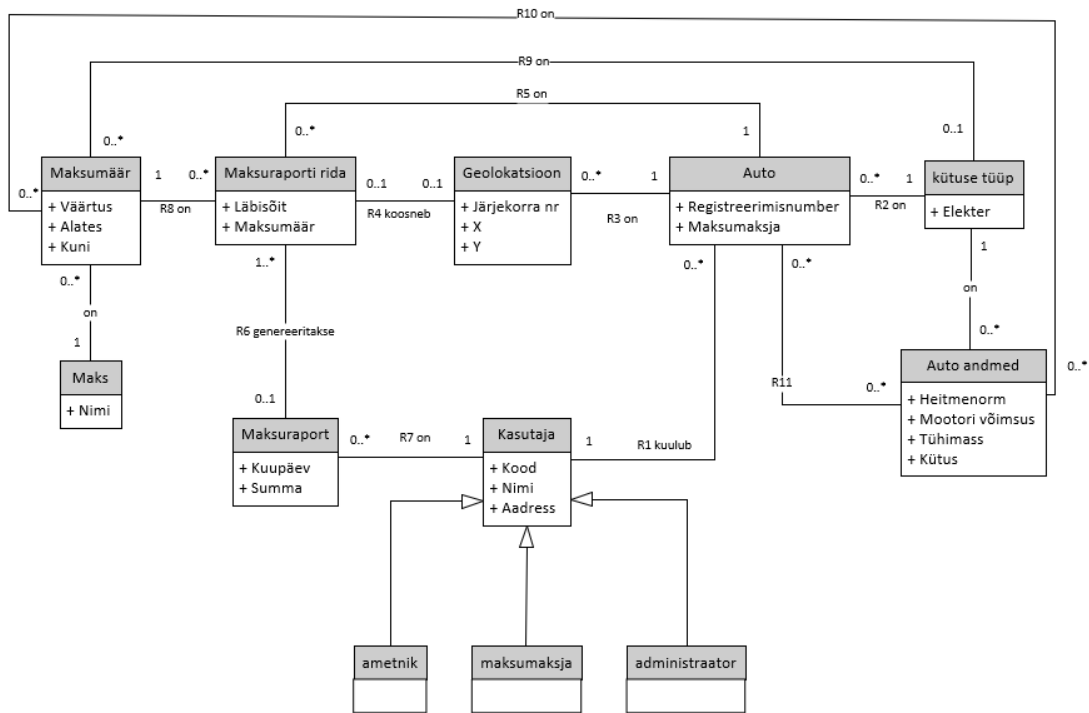 R10 on
R9 on
R5 on
0..*
0..*
1
0..1
Maksumäär
+ Väärtus
+ Alates
+ Kuni
0..*
1
0..*
R8 on
Maksuraporti rida
+ Läbisõit
+ Maksumäär
0..1
0..1
R4 koosneb
Geolokatsioon
+ Järjekorra nr
+ X
+ Y
0..*
1
R3 on
Auto
+ Registreerimisnumber
+ Maksumaksja
0..*
1
R2 on
kütuse tüüp
+ Elekter
0..*
on
1
1..*
R6 genereeritakse
0..1
0..*
0..*
1
on
0..*
Maks
+ Nimi
R11
0..*
0..*
Auto andmed
+ Heitmenorm
+ Mootori võimsus
+ Tühimass
+ Kütus
Maksuraport
+ Kuupäev
+ Summa
0..*
R7 on
1
Kasutaja
+ Kood
+ Nimi
+ Aadress
1
R1 kuulub
ametnik
maksumaksja
administraator